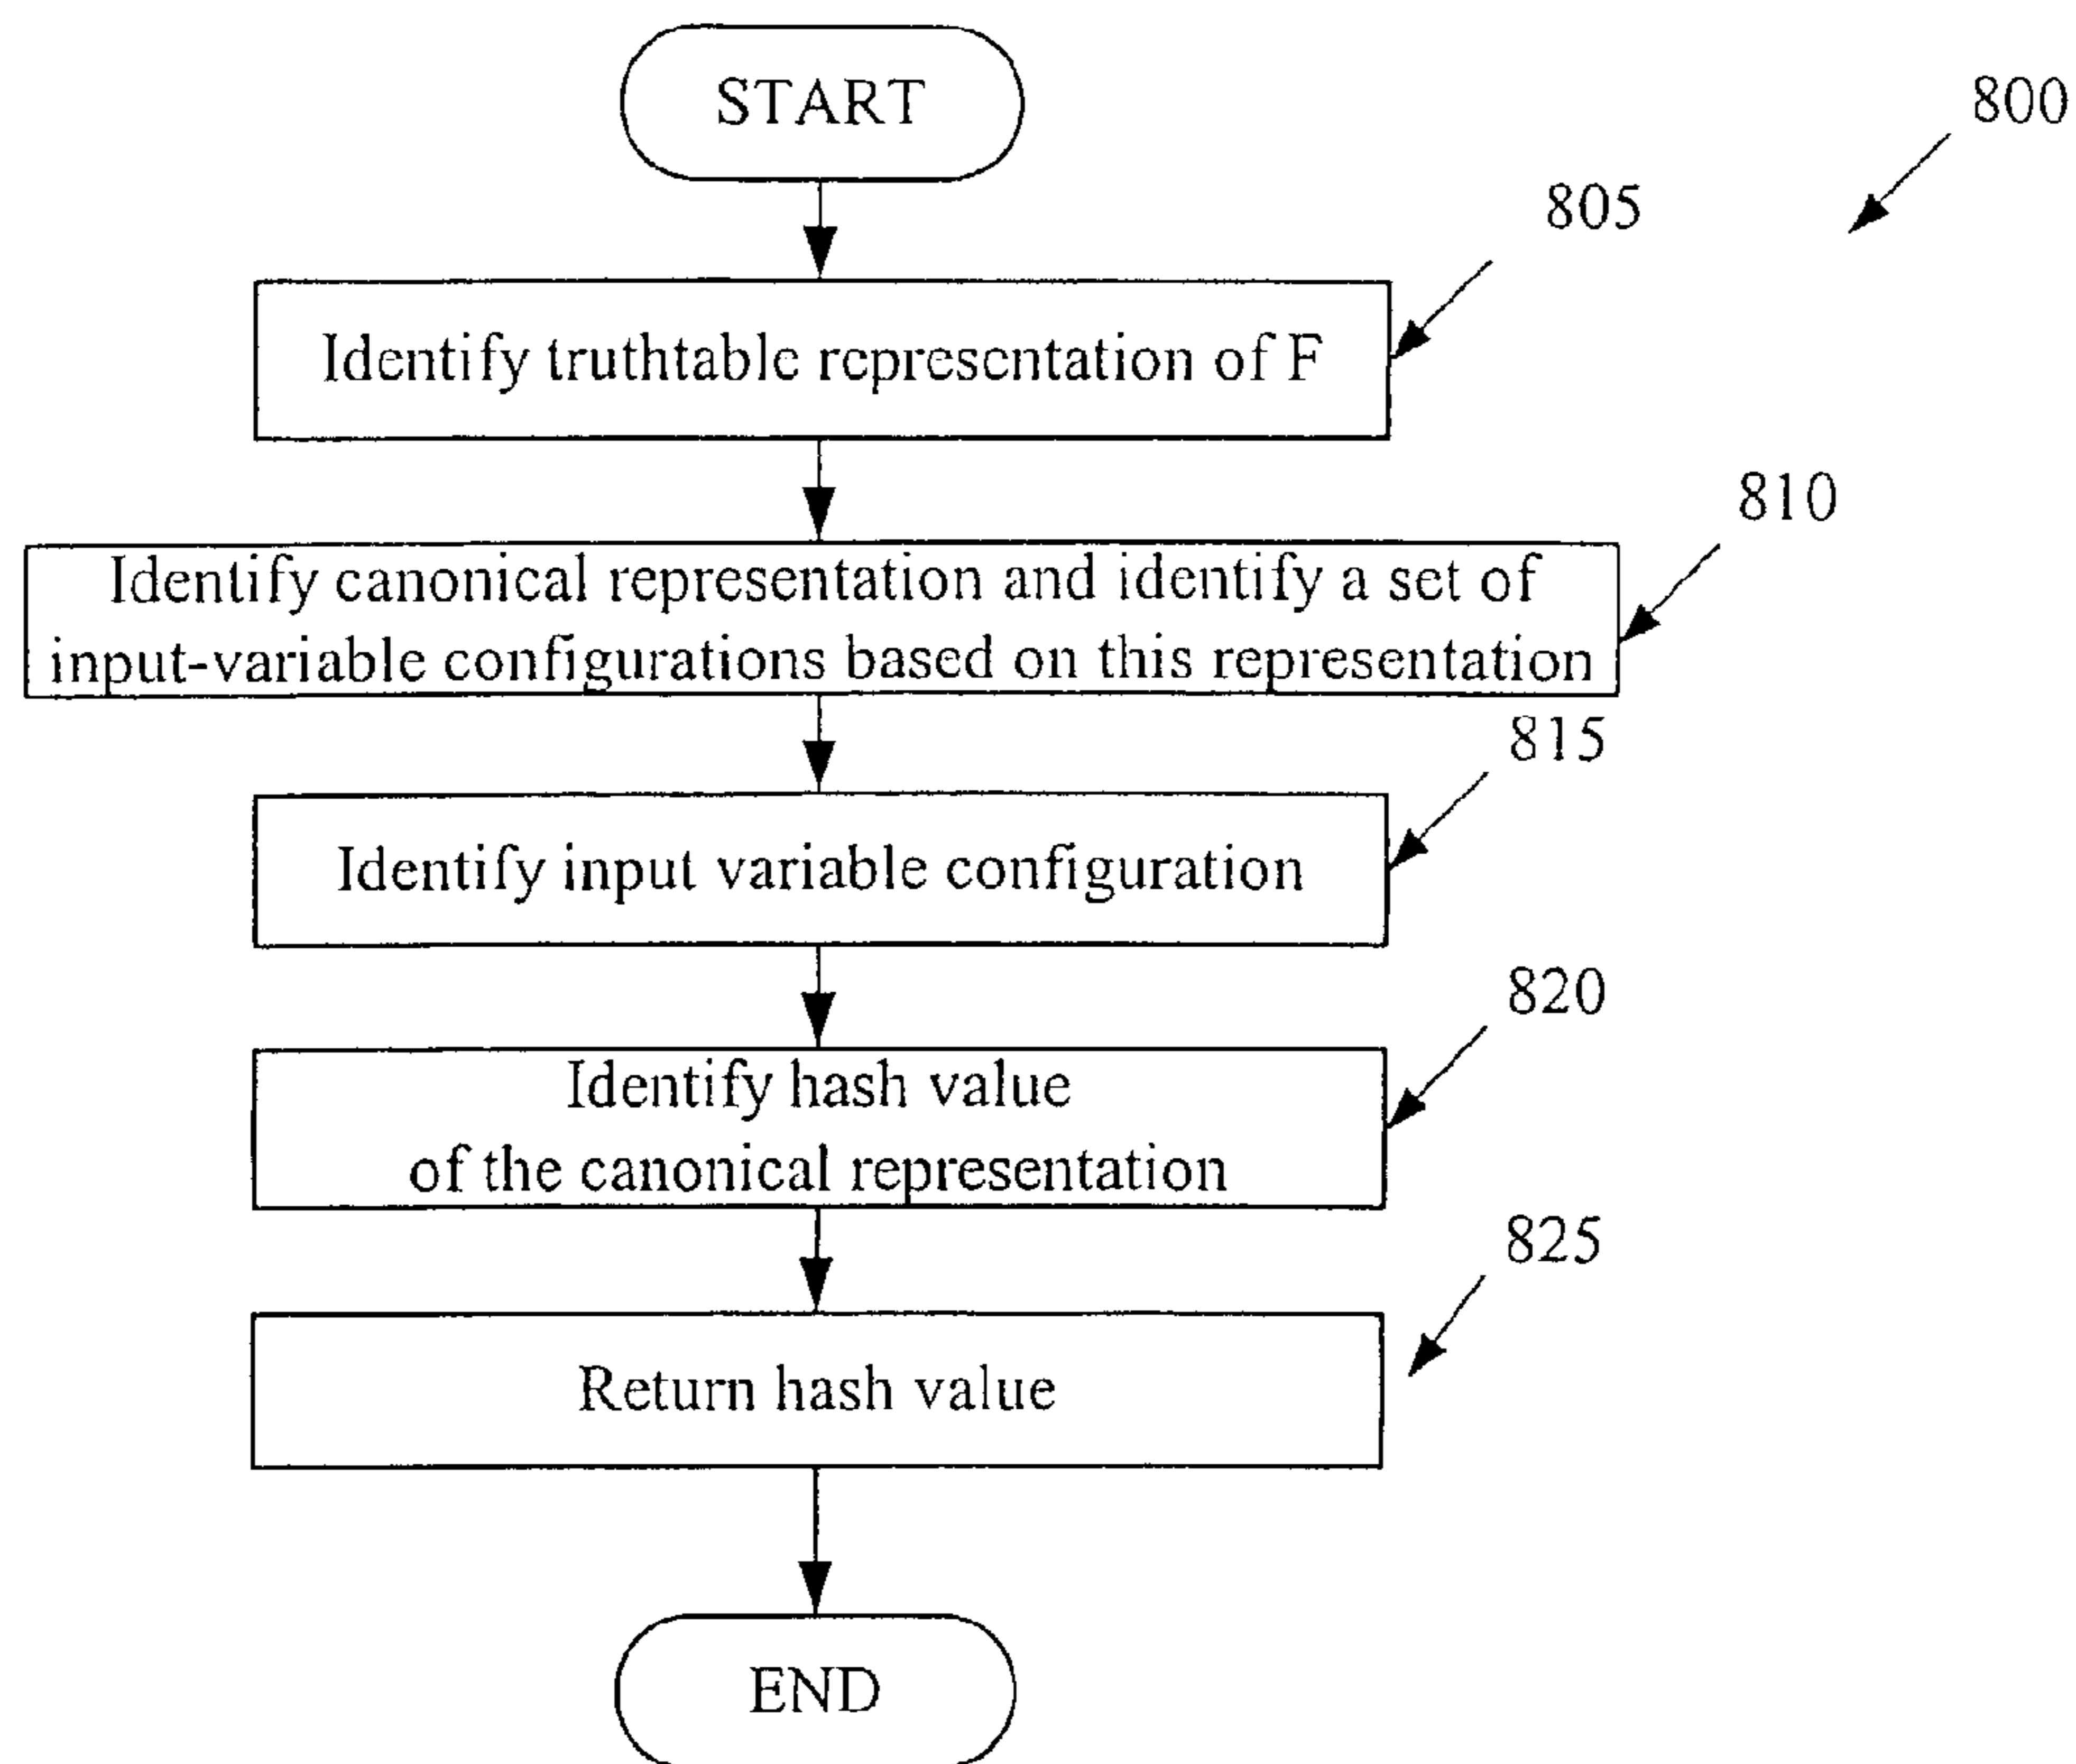 START
800
805
Identify truthtable representation of F
810
Identify canonical representation and identify a set of
input-variable configurations based on this representation
815
Identify input variable configuration
820
Identify hash value
of the canonical representation
825
Return hash value
END